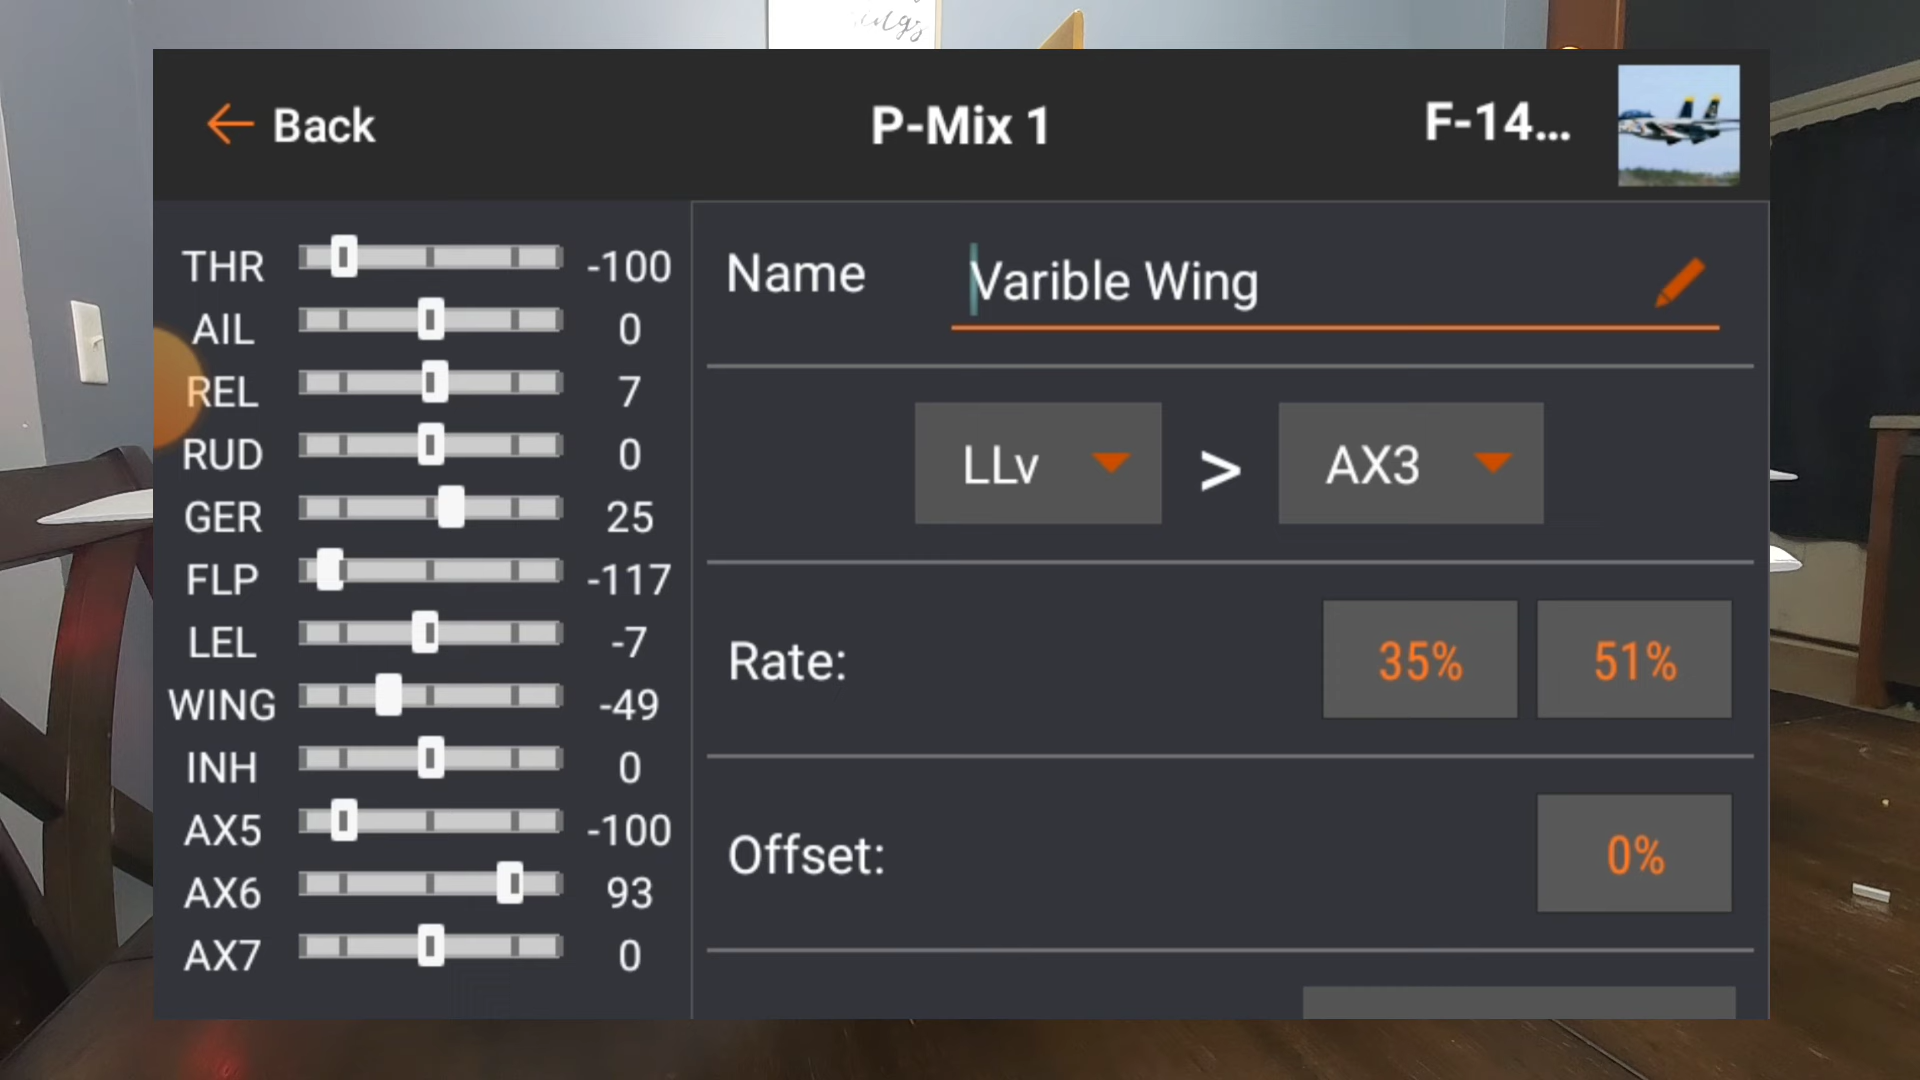 Back
P-Mix 1
F-14...
THR -100
AIL 0
REL 7
RUD 0
GER 25
FLP -117
LEL -7
WING -49
INH 0
AX5 -100
AX6 93
AX7 0
Name Varible Wing
LLv > AX3
Rate: 35% 51%
Offset: 0%